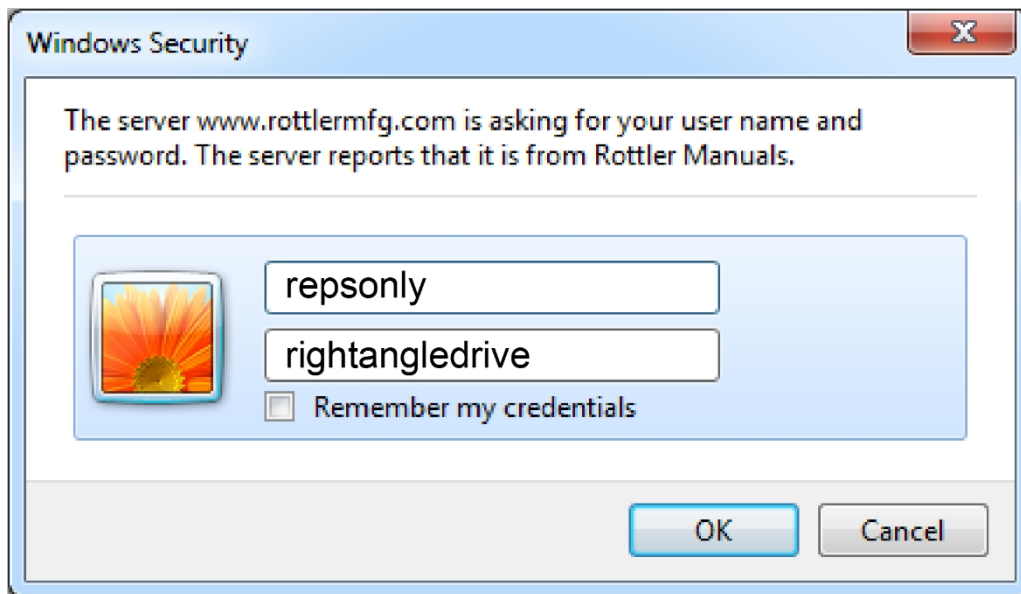 Windows Security
The server www.rottlermfg.com is asking for your user name and
password. The server reports that it is from Rottler Manuals.
repsonly
rightangledrive
Remember my credentials
OK
Cancel